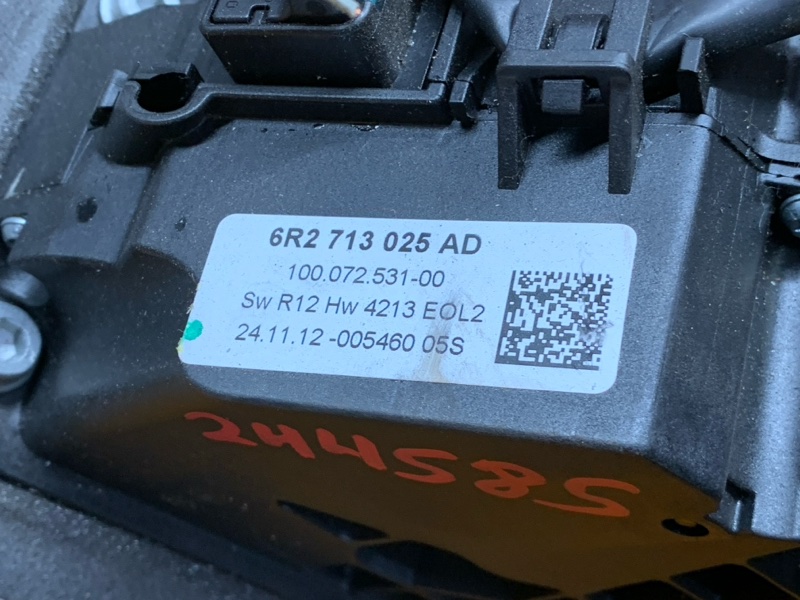 6R2 713 025 AD
100.072.531-00
Sw R12 Hw 4213 EOL2
24.11.12 -005460 05S
244585